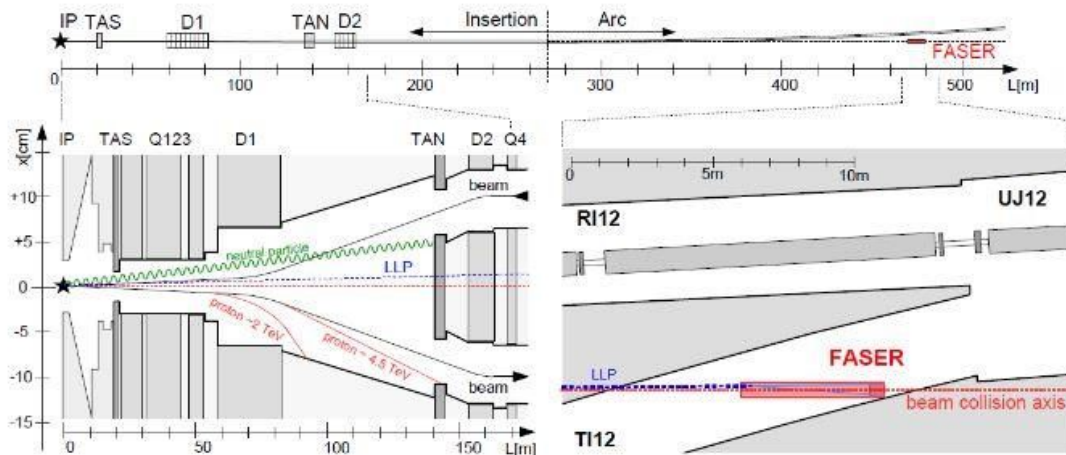 IP TAS D1 TAN D2 Insertion Arc
FASER
0 100 200 300 400 500 L[m]
IP TAS Q123 D1 TAN D2 Q4
x[cm]
+10
+5
0
-5
-10
-15
beam
neutral particle
LLP
proton ~2 TeV
proton ~ 4.5 TeV
beam
0 50 100 150 L[m]
0 5m 10m
RI12
UJ12
FASER
LLP
beam collision axis
TI12